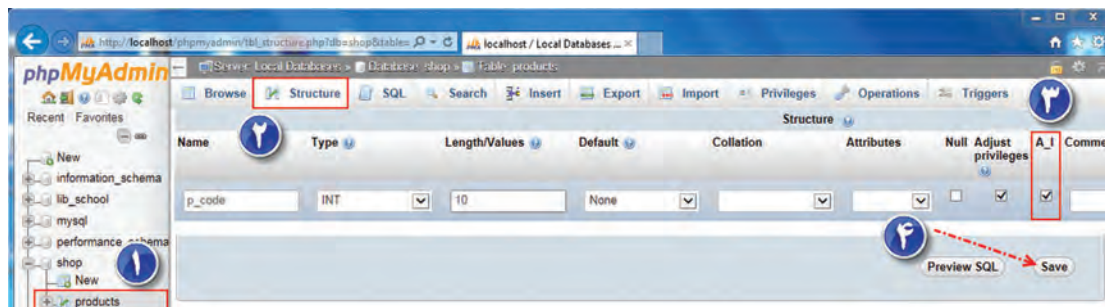 http://localhost/phpmyadmin/tbl_structure.php?db=shop&table=
localhost / Local Databases ...
phpMyAdmin
Server: Local Databases » Database: shop » Table: products
Browse Structure SQL Search Insert Export Import Privileges Operations Triggers
۳
Recent Favorites
۲
Structure
Name Type Length/Values Default Collation Attributes Null Adjust privileges A_I Comme
New
information_schema
lib_school
p_code INT 10 None
mysql
performance_schema
۴
shop
۱
New
Preview SQL Save
products